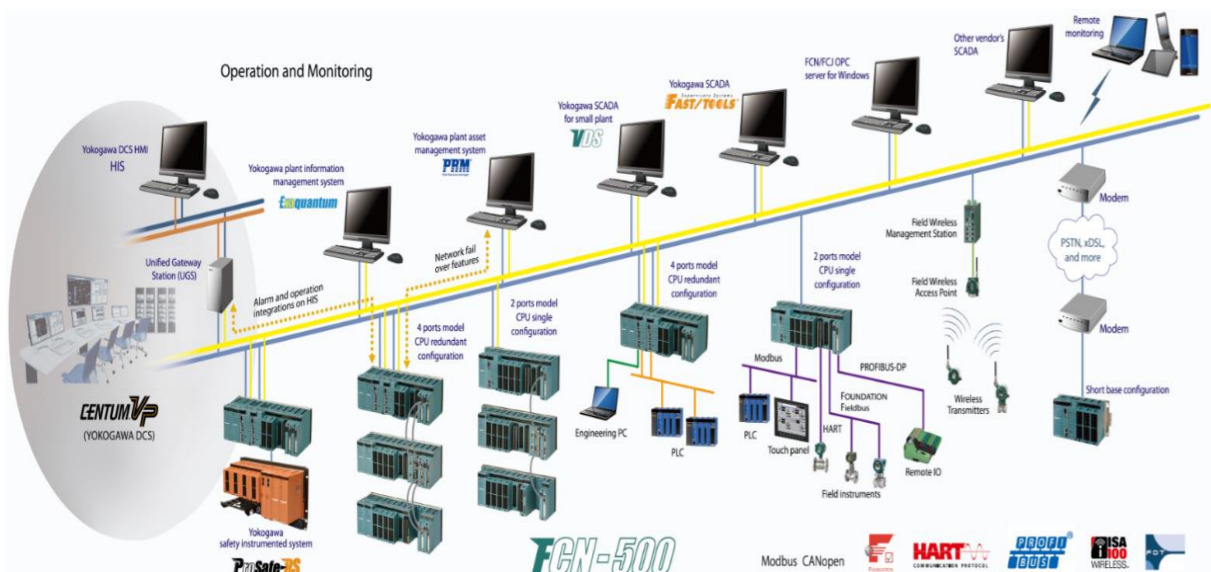 Operation and Monitoring
Yokogawa DCS HMI
HIS
Yokogawa plant information
management system
Exaquantum
Yokogawa plant asset
management system
PRM
Yokogawa SCADA
for small plant
VDS
Yokogawa SCADA
FAST/TOOLS
FCN/FCJ OPC
server for Windows
Other vendor's
SCADA
Remote
monitoring
Unified Gateway
Station (UGS)
Alarm and operation
integrations on HIS
Network fail
over features
4 ports model
CPU redundant
configuration
2 ports model
CPU single
configuration
4 ports model
CPU redundant
configuration
2 ports model
CPU single
configuration
Field Wireless
Management Station
Field Wireless
Access Point
Wireless
Transmitters
Modem
PSTN, xDSL,
and more
Modem
Short base configuration
CENTUM VP
(YOKOGAWA DCS)
Engineering PC
PLC
Modbus
PLC
Touch panel
PROFIBUS-DP
FOUNDATION
Fieldbus
HART
Field instruments
Remote IO
Yokogawa
safety instrumented system
ProSafe-RS
FCN-500
Modbus CANopen
FOUNDATION
HART
COMMUNICATION PROTOCOL
PROFI
BUS
ISA
100
WIRELESS
FDT